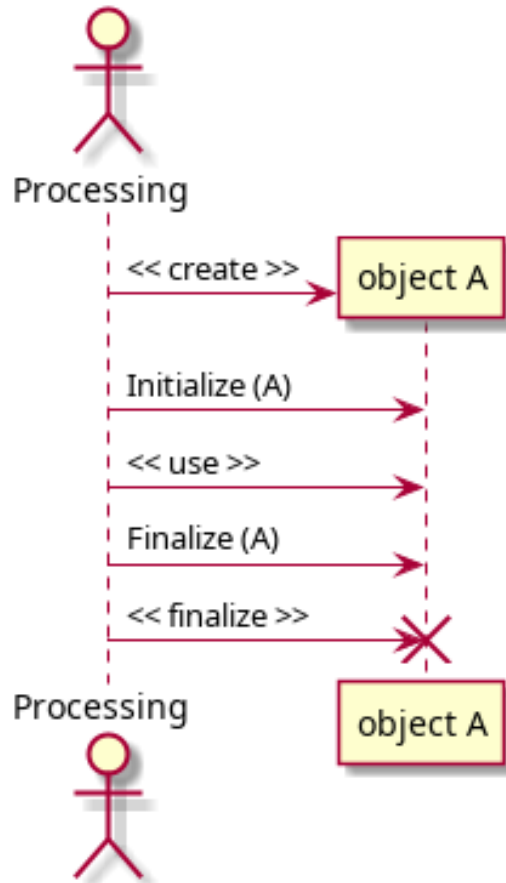 Processing
<< create >>
object A
Initialize (A)
<< use >>
Finalize (A)
<< finalize >>
Processing
object A